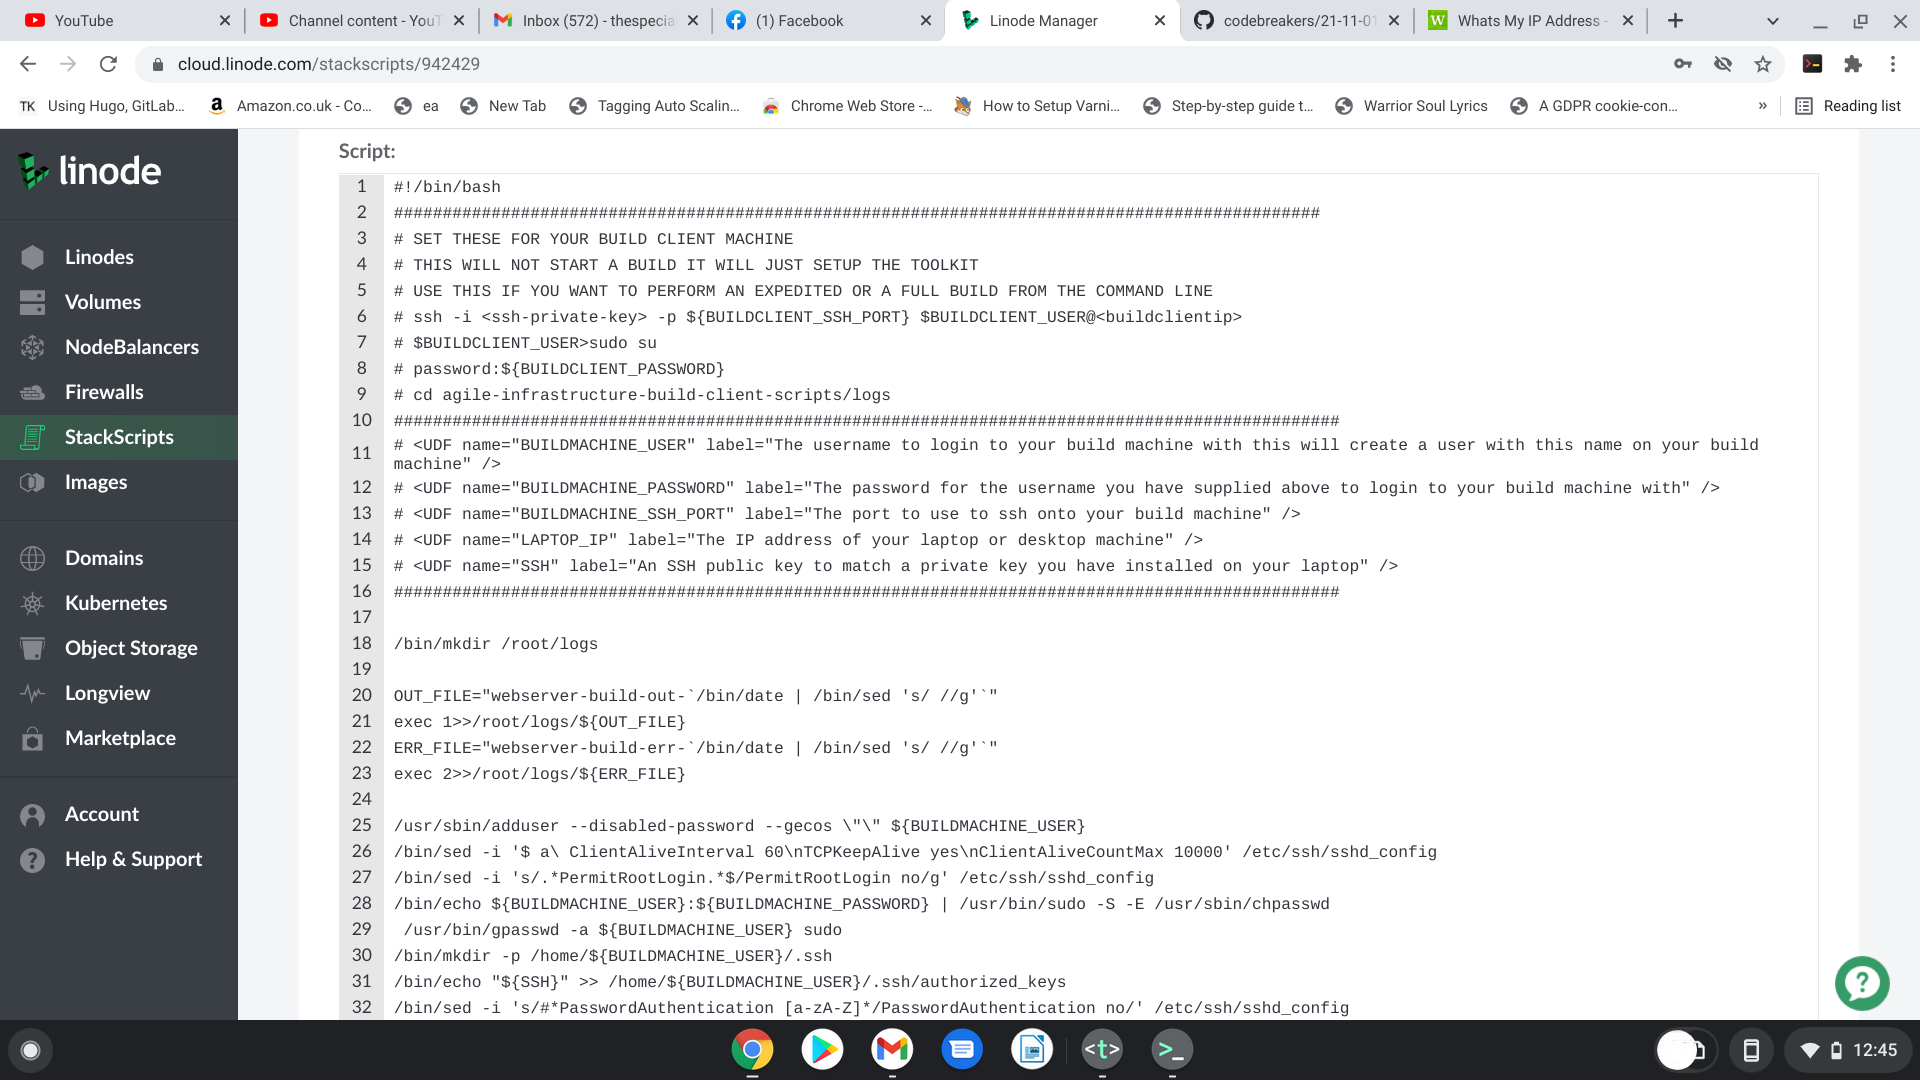 YouTube
Channel content - YouT
Inbox (572) - thespecia
(1) Facebook
Linode Manager
codebreakers/21-11-01
Whats My IP Address -
cloud.linode.com/stackscripts/942429
TK Using Hugo, GitLab...
Amazon.co.uk - Co...
ea
New Tab
Tagging Auto Scalin...
Chrome Web Store -...
How to Setup Varni...
Step-by-step guide t...
Warrior Soul Lyrics
A GDPR cookie-con...
»
Reading list
linode
Linodes
Volumes
NodeBalancers
Firewalls
StackScripts
Images
Domains
Kubernetes
Object Storage
Longview
Marketplace
Account
Help & Support
Script:
1 #!/bin/bash
2 ###############################################################################################
3 # SET THESE FOR YOUR BUILD CLIENT MACHINE
4 # THIS WILL NOT START A BUILD IT WILL JUST SETUP THE TOOLKIT
5 # USE THIS IF YOU WANT TO PERFORM AN EXPEDITED OR A FULL BUILD FROM THE COMMAND LINE
6 # ssh -i <ssh-private-key> -p ${BUILDCLIENT_SSH_PORT} $BUILDCLIENT_USER@<buildclientip>
7 # $BUILDCLIENT_USER>sudo su
8 # password:${BUILDCLIENT_PASSWORD}
9 # cd agile-infrastructure-build-client-scripts/logs
10 #################################################################################################
11 # <UDF name="BUILDMACHINE_USER" label="The username to login to your build machine with this will create a user with this name on your build
machine" />
12 # <UDF name="BUILDMACHINE_PASSWORD" label="The password for the username you have supplied above to login to your build machine with" />
13 # <UDF name="BUILDMACHINE_SSH_PORT" label="The port to use to ssh onto your build machine" />
14 # <UDF name="LAPTOP_IP" label="The IP address of your laptop or desktop machine" />
15 # <UDF name="SSH" label="An SSH public key to match a private key you have installed on your laptop" />
16 #################################################################################################
17
18 /bin/mkdir /root/logs
19
20 OUT_FILE="webserver-build-out-`/bin/date | /bin/sed 's/ //g'`"
21 exec 1>>/root/logs/${OUT_FILE}
22 ERR_FILE="webserver-build-err-`/bin/date | /bin/sed 's/ //g'`"
23 exec 2>>/root/logs/${ERR_FILE}
24
25 /usr/sbin/adduser --disabled-password --gecos \"\" ${BUILDMACHINE_USER}
26 /bin/sed -i '$ a\ ClientAliveInterval 60\nTCPKeepAlive yes\nClientAliveCountMax 10000' /etc/ssh/sshd_config
27 /bin/sed -i 's/.*PermitRootLogin.*$/PermitRootLogin no/g' /etc/ssh/sshd_config
28 /bin/echo ${BUILDMACHINE_USER}:${BUILDMACHINE_PASSWORD} | /usr/bin/sudo -S -E /usr/sbin/chpasswd
29 /usr/bin/gpasswd -a ${BUILDMACHINE_USER} sudo
30 /bin/mkdir -p /home/${BUILDMACHINE_USER}/.ssh
31 /bin/echo "${SSH}" >> /home/${BUILDMACHINE_USER}/.ssh/authorized_keys
32 /bin/sed -i 's/#*PasswordAuthentication [a-zA-Z]*/PasswordAuthentication no/' /etc/ssh/sshd_config
12:45